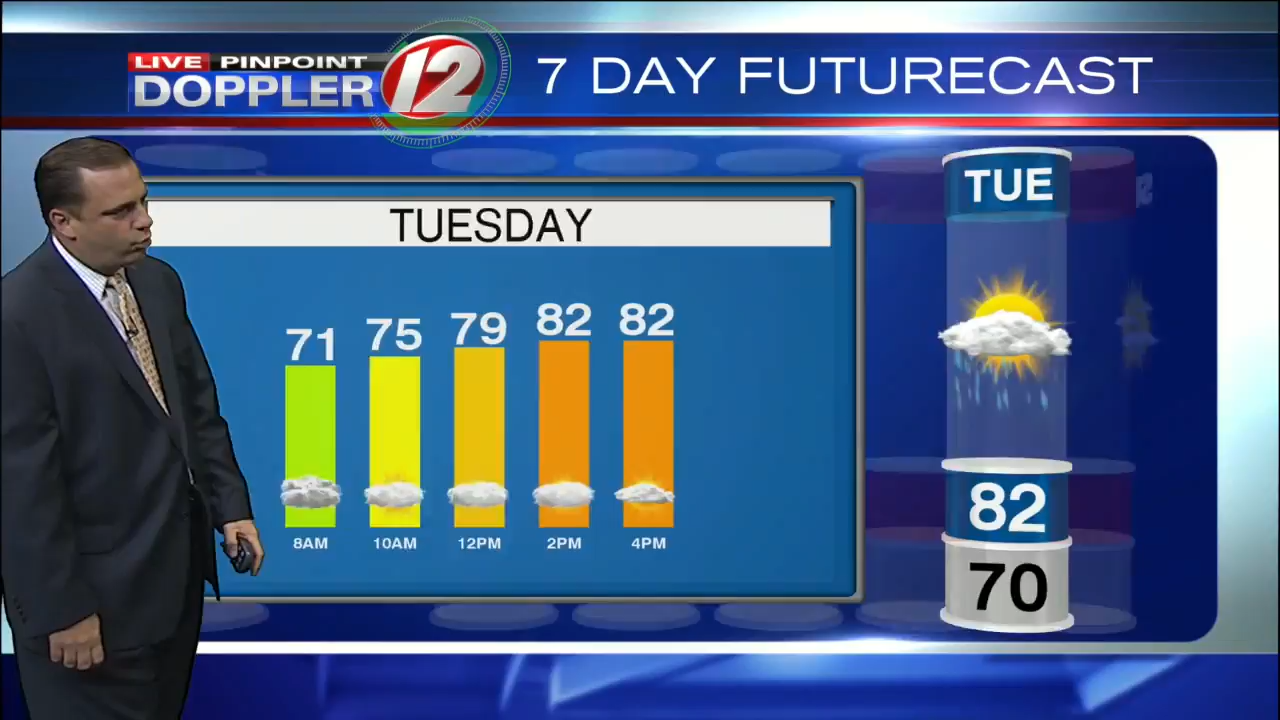 LIVE PINPOINT
DOPPLER 12
7 DAY FUTURECAST
TUESDAY
71 75 79 82 82
8AM 10AM 12PM 2PM 4PM
TUE
82
70